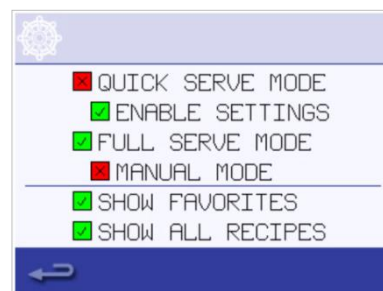 QUICK SERVE MODE
ENABLE SETTINGS
FULL SERVE MODE
MANUAL MODE
SHOW FAVORITES
SHOW ALL RECIPES